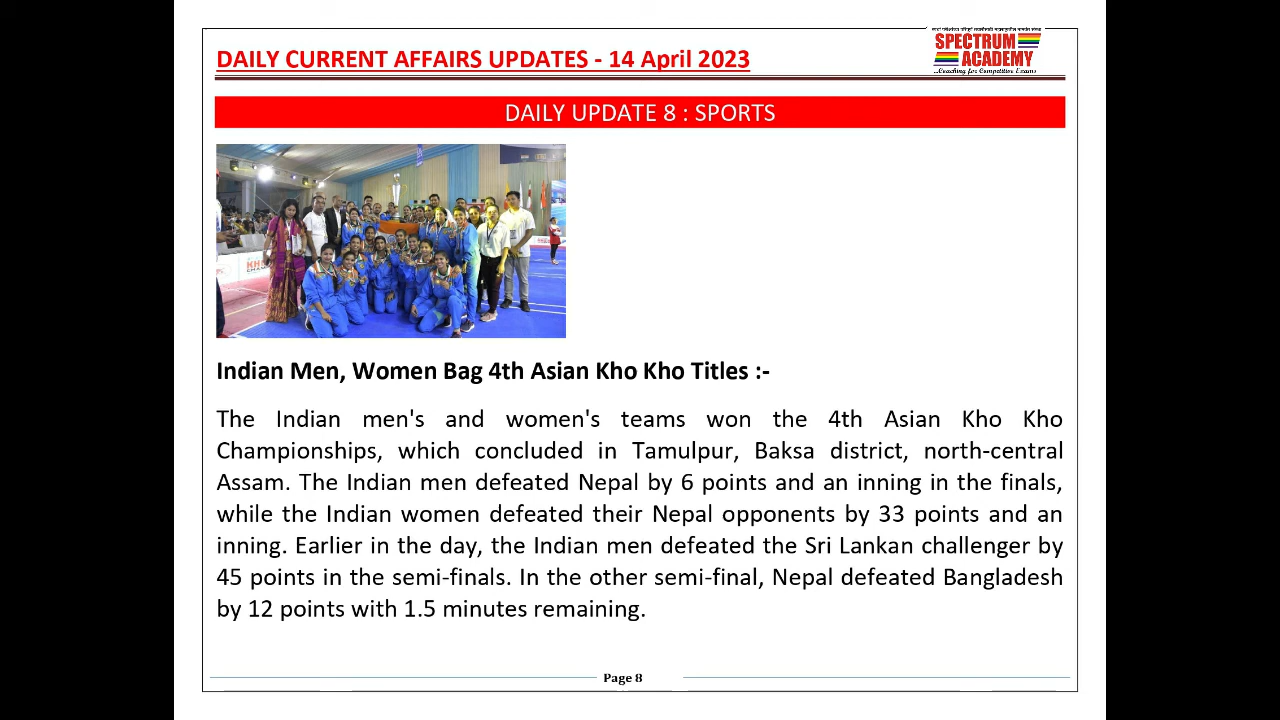 DAILY CURRENT AFFAIRS UPDATES - 14 April 2023
SPECTRUM
ACADEMY
...Coaching for Competitive Exams
DAILY UPDATE 8 : SPORTS
Indian Men, Women Bag 4th Asian Kho Kho Titles :-
The Indian men's and women's teams won the 4th Asian Kho Kho
Championships, which concluded in Tamulpur, Baksa district, north-central
Assam. The Indian men defeated Nepal by 6 points and an inning in the finals,
while the Indian women defeated their Nepal opponents by 33 points and an
inning. Earlier in the day, the Indian men defeated the Sri Lankan challenger by
45 points in the semi-finals. In the other semi-final, Nepal defeated Bangladesh
by 12 points with 1.5 minutes remaining.
Page 8